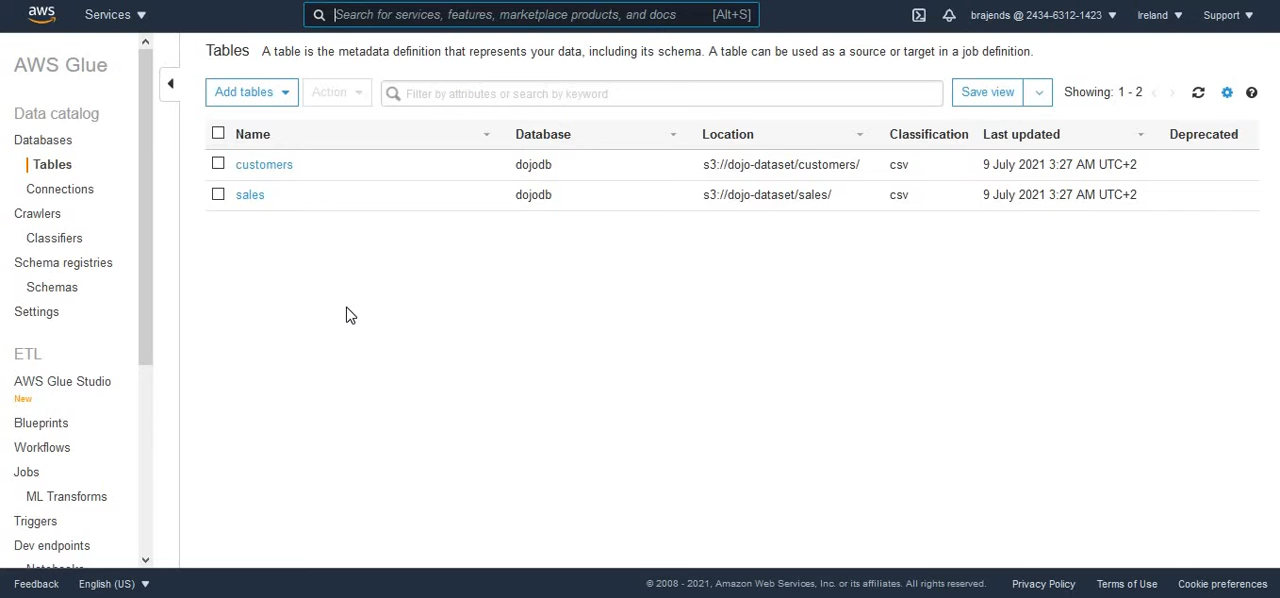 aws
Services
Search for services, features, marketplace products, and docs [Alt+S]
brajends @ 2434-6312-1423
Ireland
Support
AWS Glue
Data catalog
Databases
Tables
Connections
Crawlers
Classifiers
Schema registries
Schemas
Settings
ETL
AWS Glue Studio
New
Blueprints
Workflows
Jobs
ML Transforms
Triggers
Dev endpoints
Tables A table is the metadata definition that represents your data, including its schema. A table can be used as a source or target in a job definition.
Add tables Action Filter by attributes or search by keyword Save view Showing: 1 - 2
Name Database Location Classification Last updated Deprecated
customers dojodb s3://dojo-dataset/customers/ csv 9 July 2021 3:27 AM UTC+2
sales dojodb s3://dojo-dataset/sales/ csv 9 July 2021 3:27 AM UTC+2
Feedback English (US) © 2008 - 2021, Amazon Web Services, Inc. or its affiliates. All rights reserved. Privacy Policy Terms of Use Cookie preferences